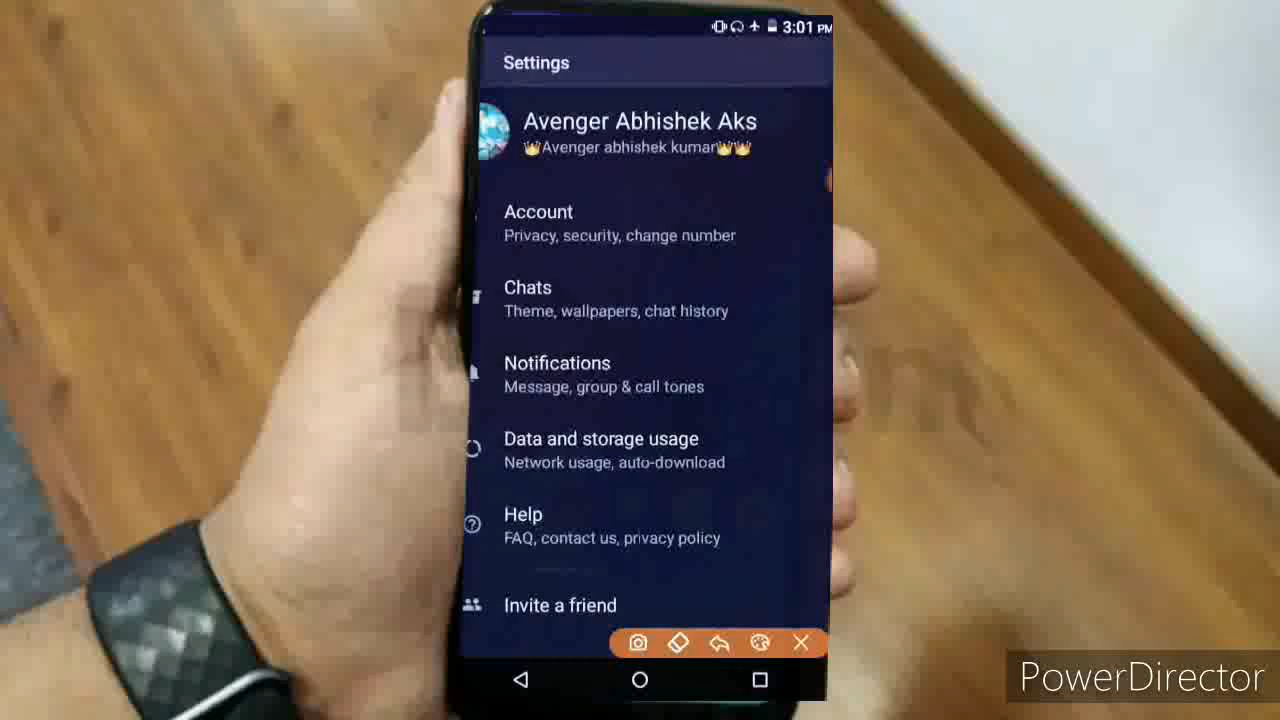 3:01 PM
Settings
Avenger Abhishek Aks
👑Avenger abhishek kumar👑👑
Account
Privacy, security, change number
Chats
Theme, wallpapers, chat history
Notifications
Message, group & call tones
Data and storage usage
Network usage, auto-download
Help
FAQ, contact us, privacy policy
Invite a friend
PowerDirector